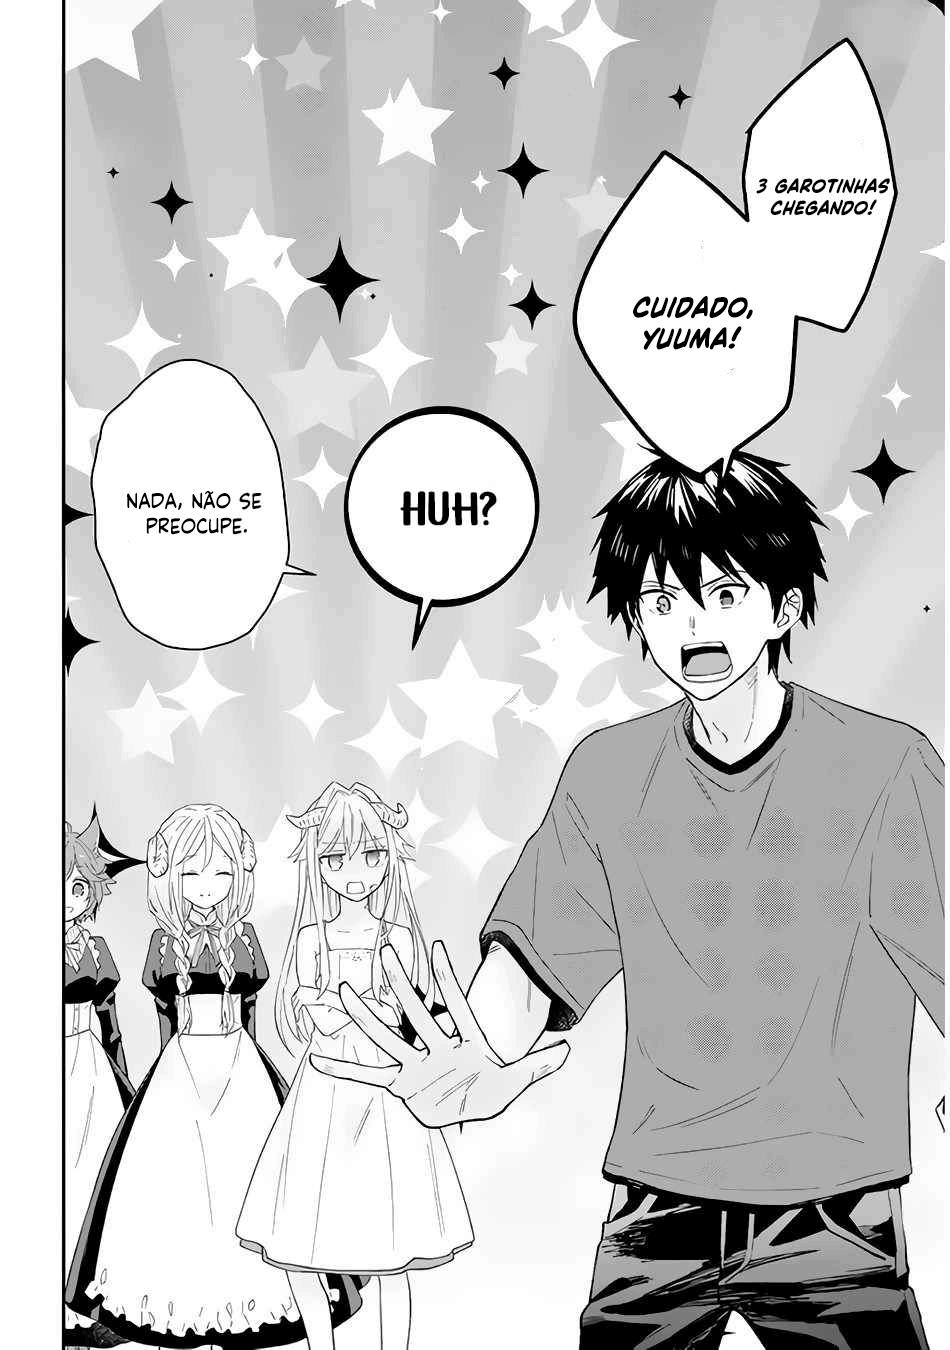 3 GAROTINHAS
CHEGANDO!
CUIDADO,
YUUMA!
HUH?
NADA, NÃO SE
PREOCUPE.